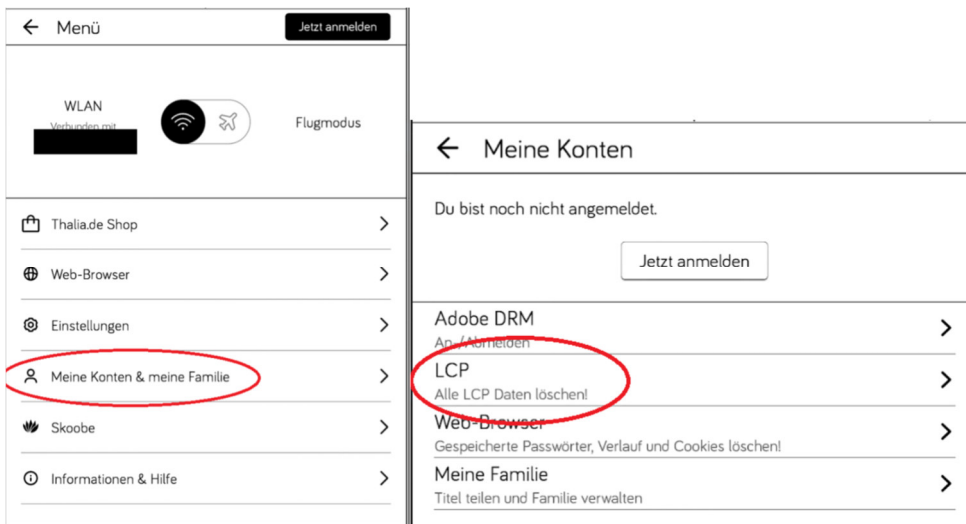 Menü
Jetzt anmelden
WLAN
Verbunden mit
Flugmodus
Thalia.de Shop
Web-Browser
Einstellungen
Meine Konten & meine Familie
Skoobe
Informationen & Hilfe
Meine Konten
Du bist noch nicht angemeldet.
Jetzt anmelden
Adobe DRM
An-/Abmelden
LCP
Alle LCP Daten löschen!
Web-Browser
Gespeicherte Passwörter, Verlauf und Cookies löschen!
Meine Familie
Titel teilen und Familie verwalten